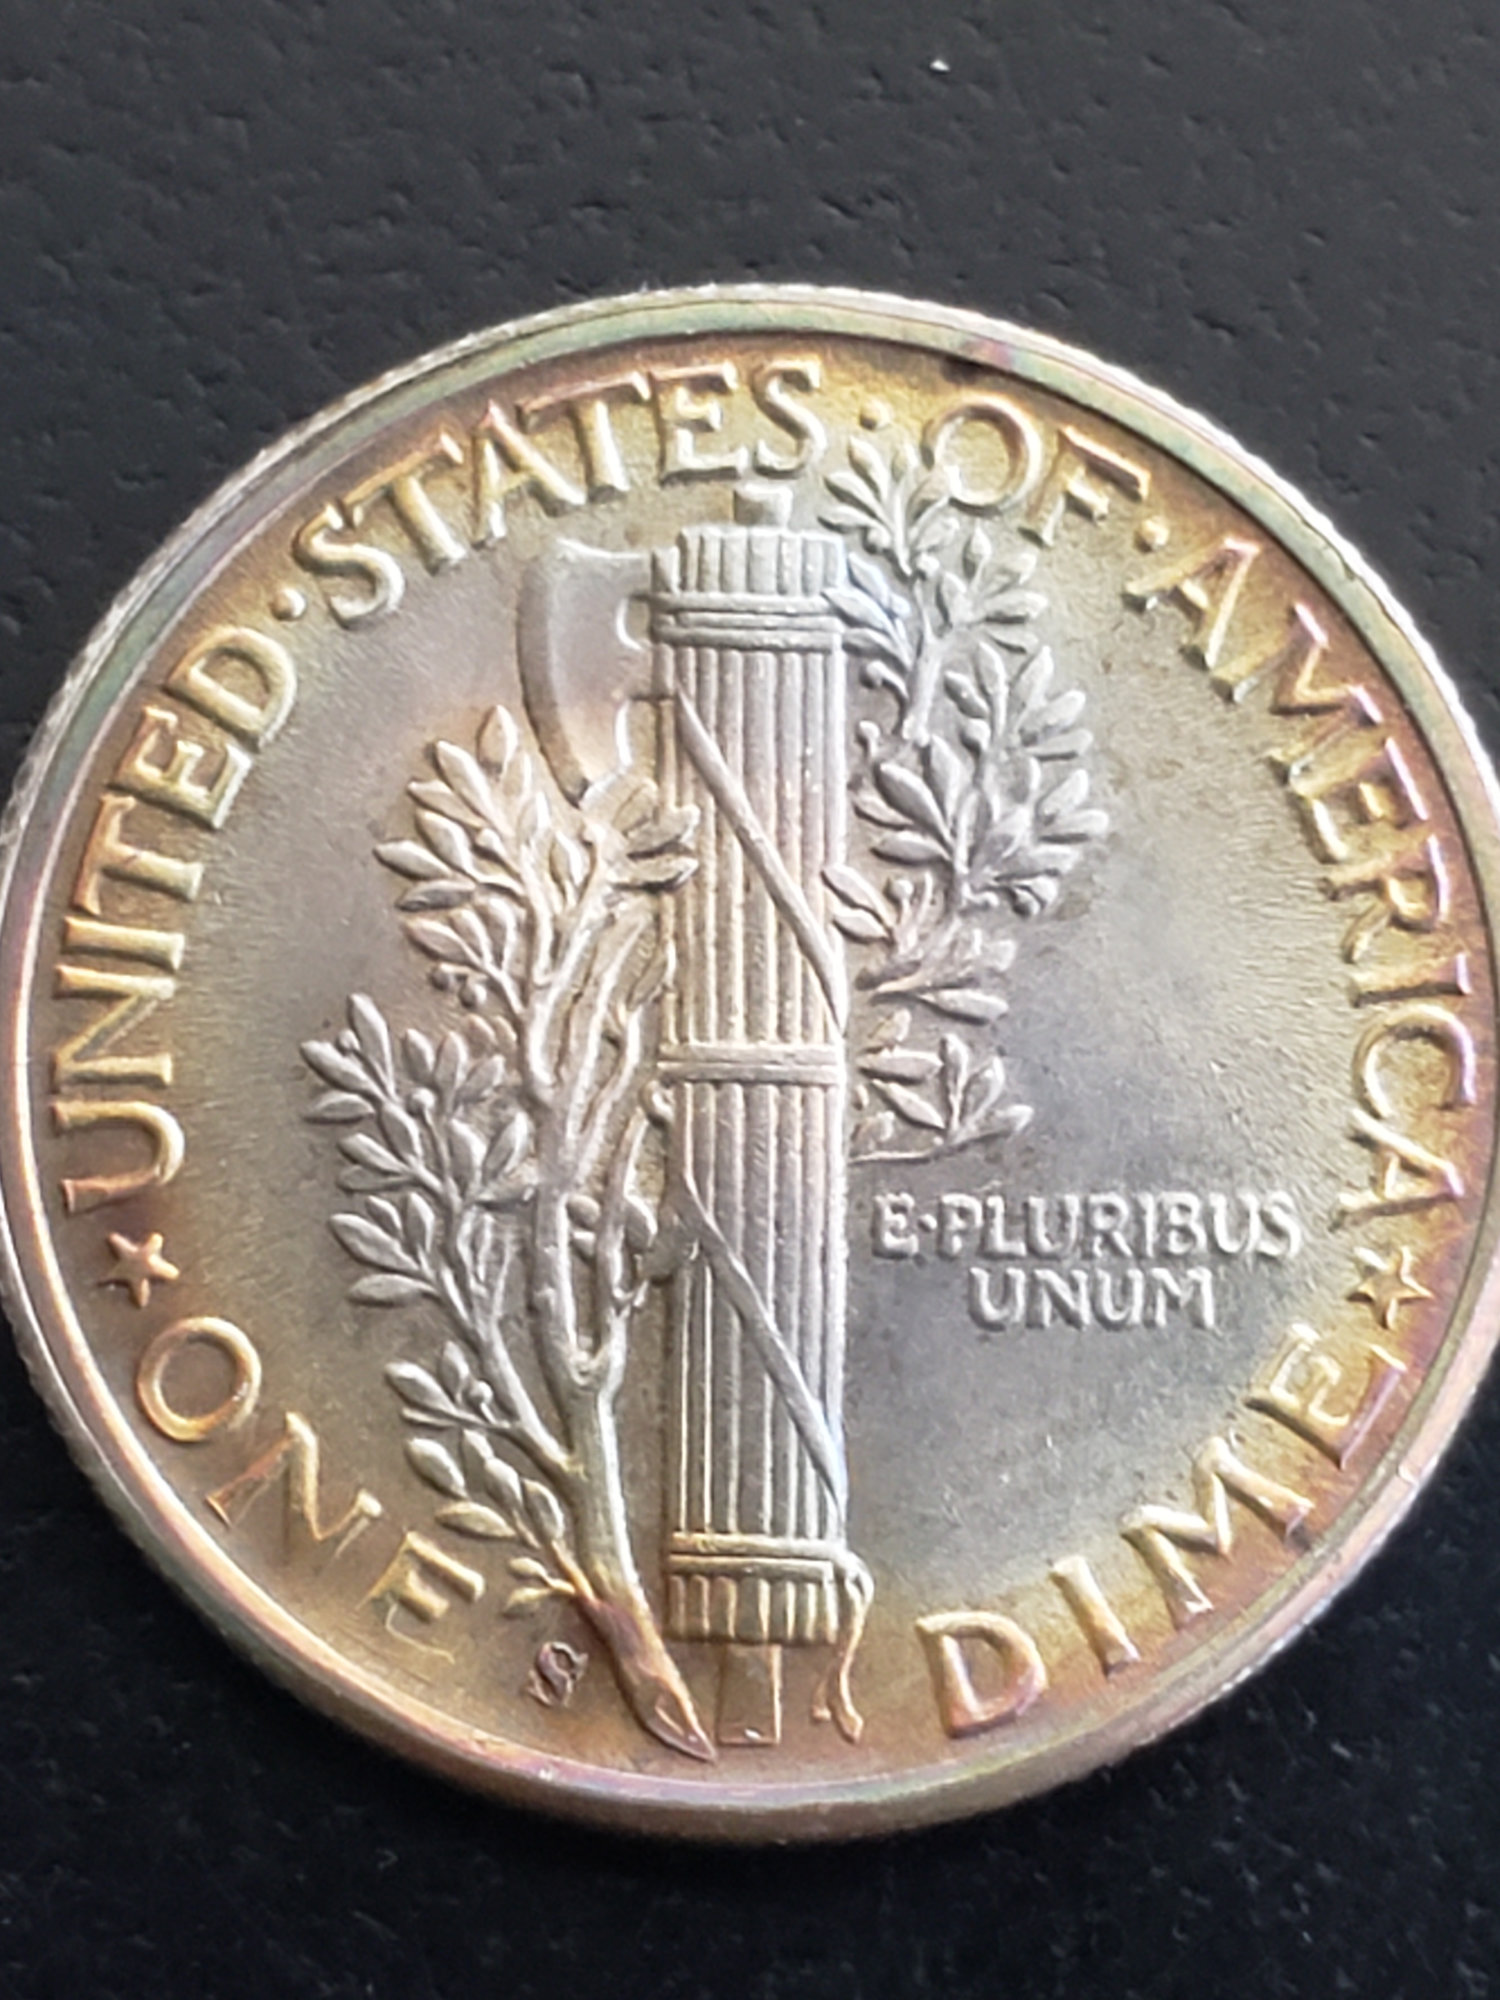 UNITED·STATES·OF·AMERICA
E·PLURIBUS
UNUM
ONE DIME
S